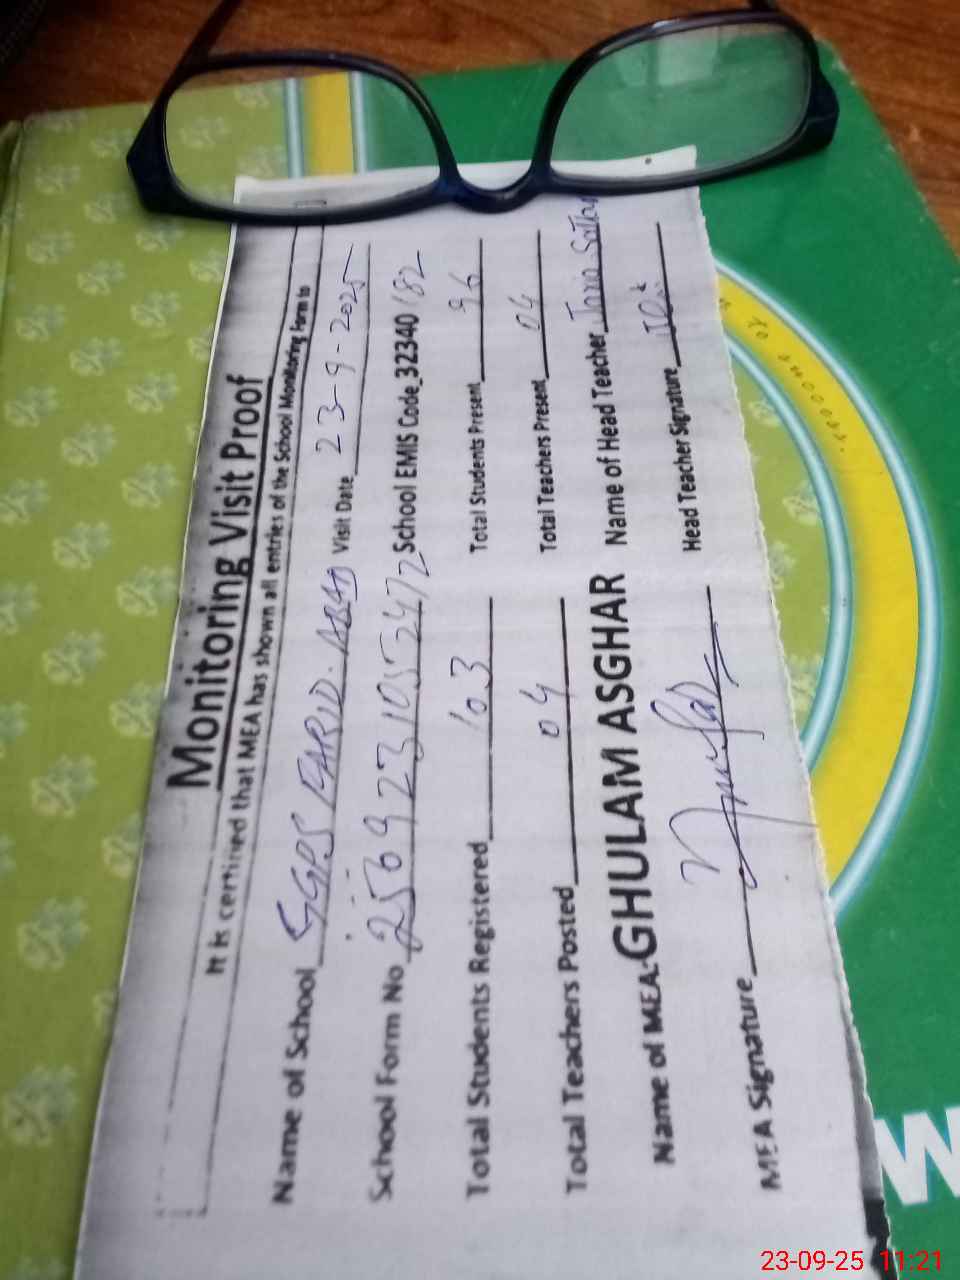 Monitoring Visit Proof
It is certified that MEA has shown all entries of the School Monitoring Form to
Name of School GGPS FARID ABAD Visit Date 23-9-2025
School Form No 2509231052472 School EMIS Code 32340182
Total Students Registered 103 Total Students Present 96
Total Teachers Posted 04 Total Teachers Present 04
Name of MEA: GHULAM ASGHAR Name of Head Teacher
MEA Signature Head Teacher Signature
W
23-09-25 11:21